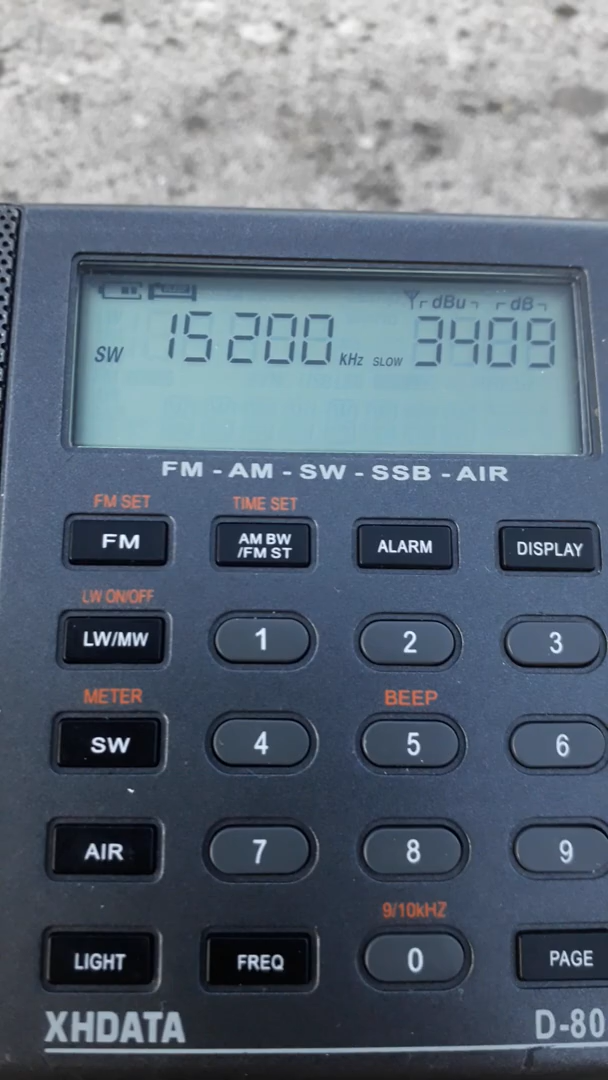 dBu dB
SW 15200 kHz SLOW 3409
FM - AM - SW - SSB - AIR
FM SET TIME SET
FM AM BW /FM ST ALARM DISPLAY
LW ON/OFF
LW/MW 1 2 3
METER BEEP
SW 4 5 6
AIR 7 8 9
9/10kHZ
LIGHT FREQ 0 PAGE
XHDATA D-80